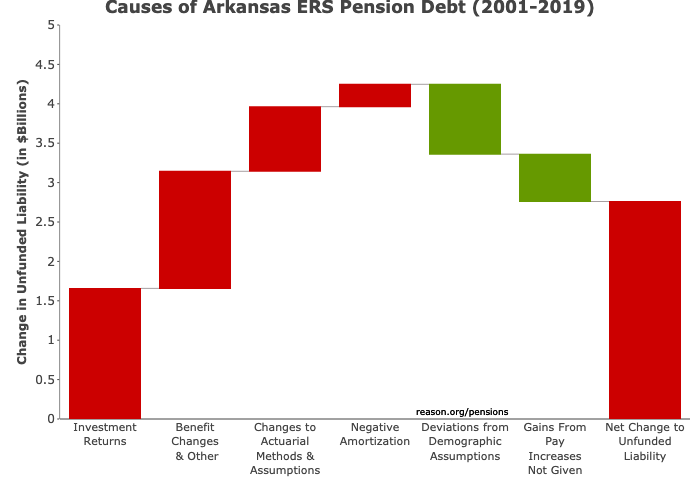 Causes of Arkansas ERS Pension Debt (2001-2019)
Change in Unfunded Liability (in $Billions)
5
4.5
4
3.5
3
2.5
2
1.5
1
0.5
0
reason.org/pensions
Investment
Returns
Benefit
Changes
& Other
Changes to
Actuarial
Methods &
Assumptions
Negative
Amortization
Deviations from
Demographic
Assumptions
Gains From
Pay
Increases
Not Given
Net Change to
Unfunded
Liability